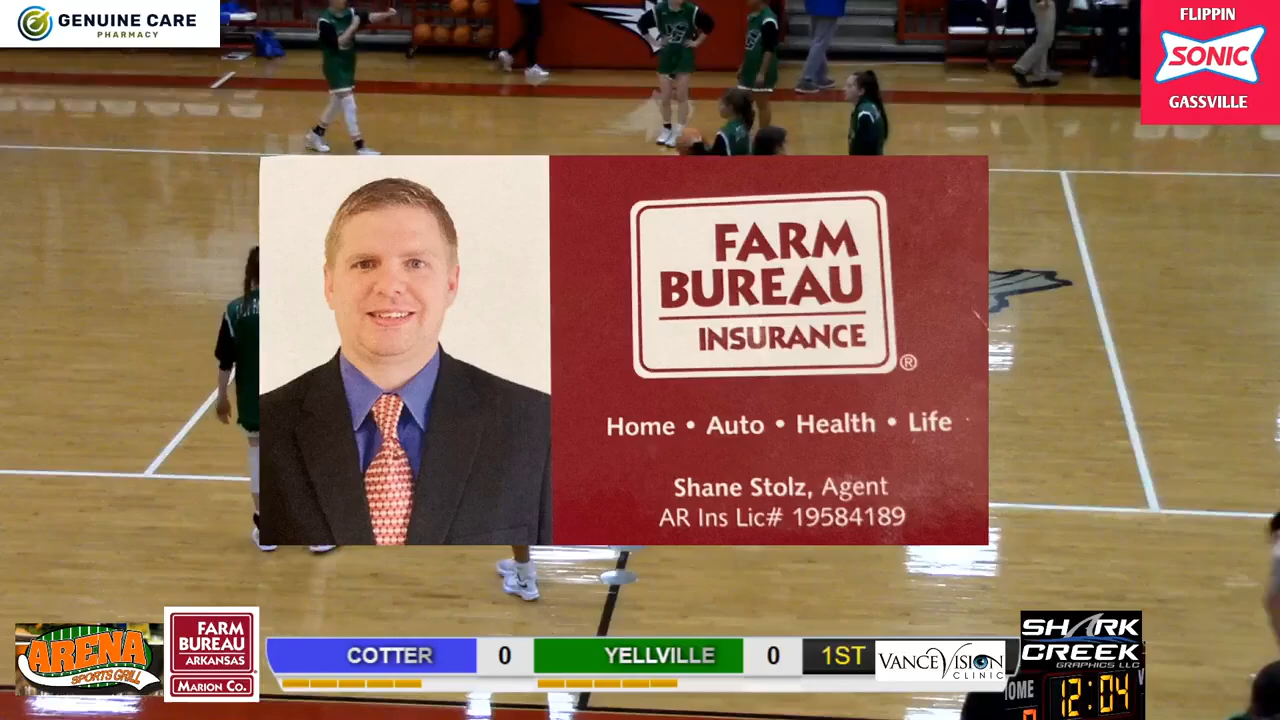 GENUINE CARE
PHARMACY
FLIPPIN
SONIC
GASSVILLE
FARM
BUREAU
INSURANCE
®
Home • Auto • Health • Life
Shane Stolz, Agent
AR Ins Lic# 19584189
ARENA
SPORTS GRILL
FARM
BUREAU
ARKANSAS
MARION CO.
COTTER 0 YELLVILLE 0 1ST
VANCE VISION
CLINIC
SHARK
CREEK
GRAPHICS LLC
HOME
12:04